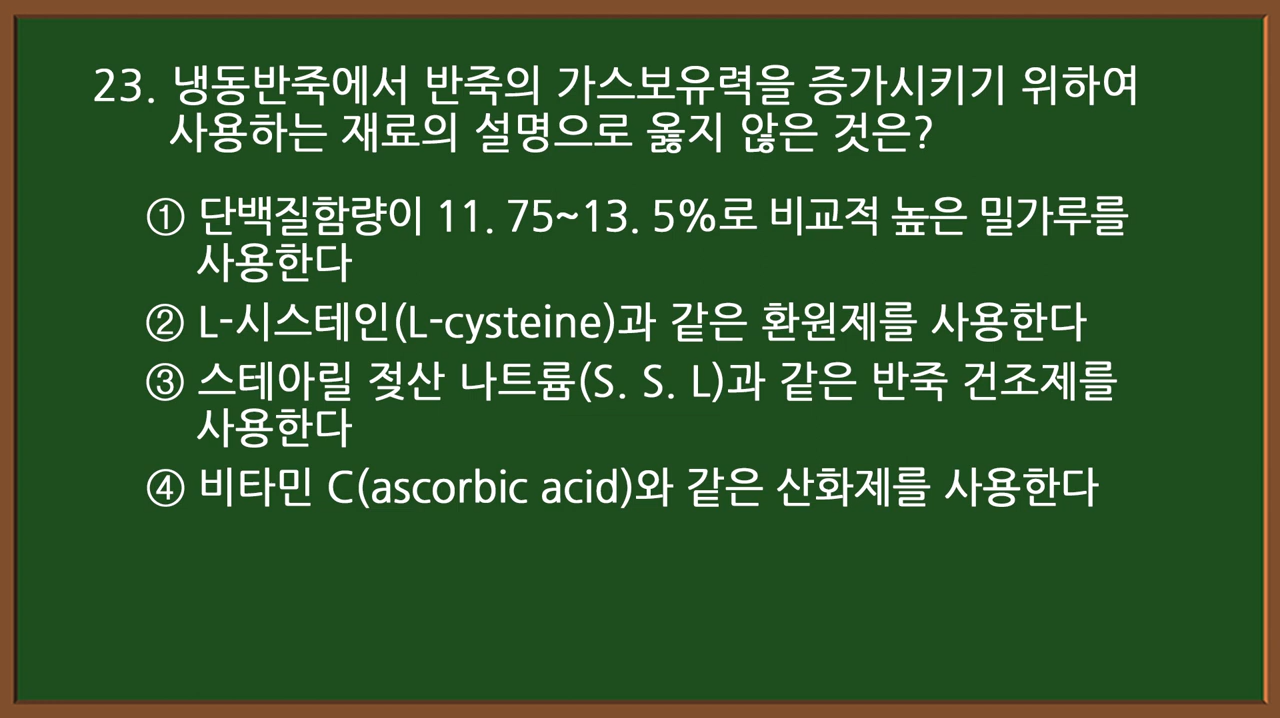 23. 냉동반죽에서 반죽의 가스보유력을 증가시키기 위하여
사용하는 재료의 설명으로 옳지 않은 것은?
① 단백질함량이 11. 75~13. 5%로 비교적 높은 밀가루를
사용한다
② L-시스테인(L-cysteine)과 같은 환원제를 사용한다
③ 스테아릴 젖산 나트륨(S. S. L)과 같은 반죽 건조제를
사용한다
④ 비타민 C(ascorbic acid)와 같은 산화제를 사용한다